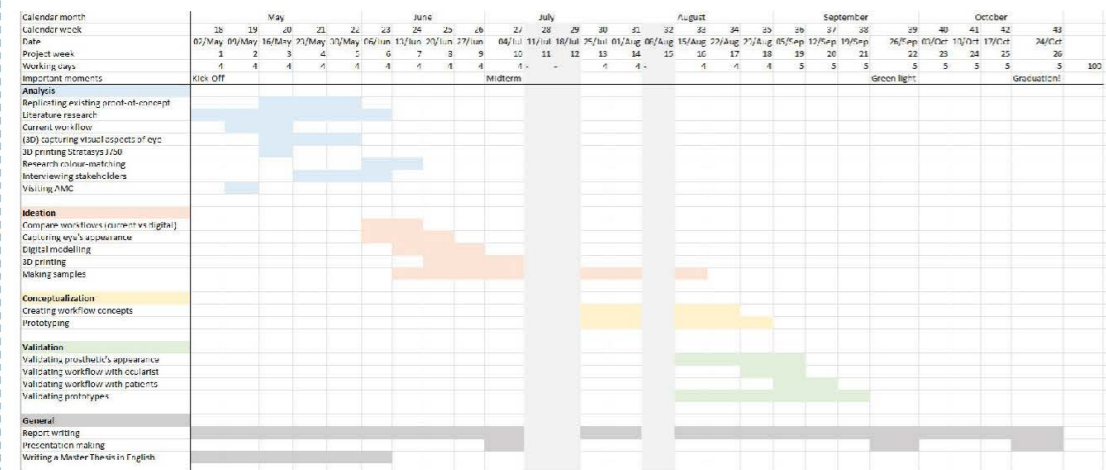 Calendar month May June July August September October
Calendar week 18 19 20 21 22 23 24 25 26 27 28 29 30 31 32 33 34 35 36 37 38 39 40 41 42 43
Date 02/May 09/May 16/May 23/May 30/May 06/Jun 13/Jun 20/Jun 27/Jun 04/Jul 11/Jul 18/Jul 25/Jul 01/Aug 08/Aug 15/Aug 22/Aug 29/Aug 05/Sep 12/Sep 19/Sep 26/Sep 03/Oct 10/Oct 17/Oct 24/Oct
Project week 1 2 3 4 5 6 7 3 9 10 11 12 13 14 15 16 17 18 19 20 21 22 23 24 25 26
Working days 4 4 4 4 4 4 4 4 4 4 - - 4 4 - 4 4 4 5 5 5 5 5 5 5 5 100
Important moments Kick Off Midterm Green light Graduation!
Analysis
Replicating existing proof-of-concept
Literature research
Current workflow
(3D) capturing visual aspects of eye
3D printing Stratasys J750
Research colour-matching
Interviewing stakeholders
Visiting AMC
Ideation
Compare workflows (current vs digital)
Capturing eye's appearance
Digital modelling
3D printing
Making samples
Conceptualization
Creating workflow concepts
Prototyping
Validation
Validating prosthetic's appearance
Validating workflow with ocularist
Validating workflow with patients
Validating prototypes
General
Report writing
Presentation making
Writing a Master Thesis in English